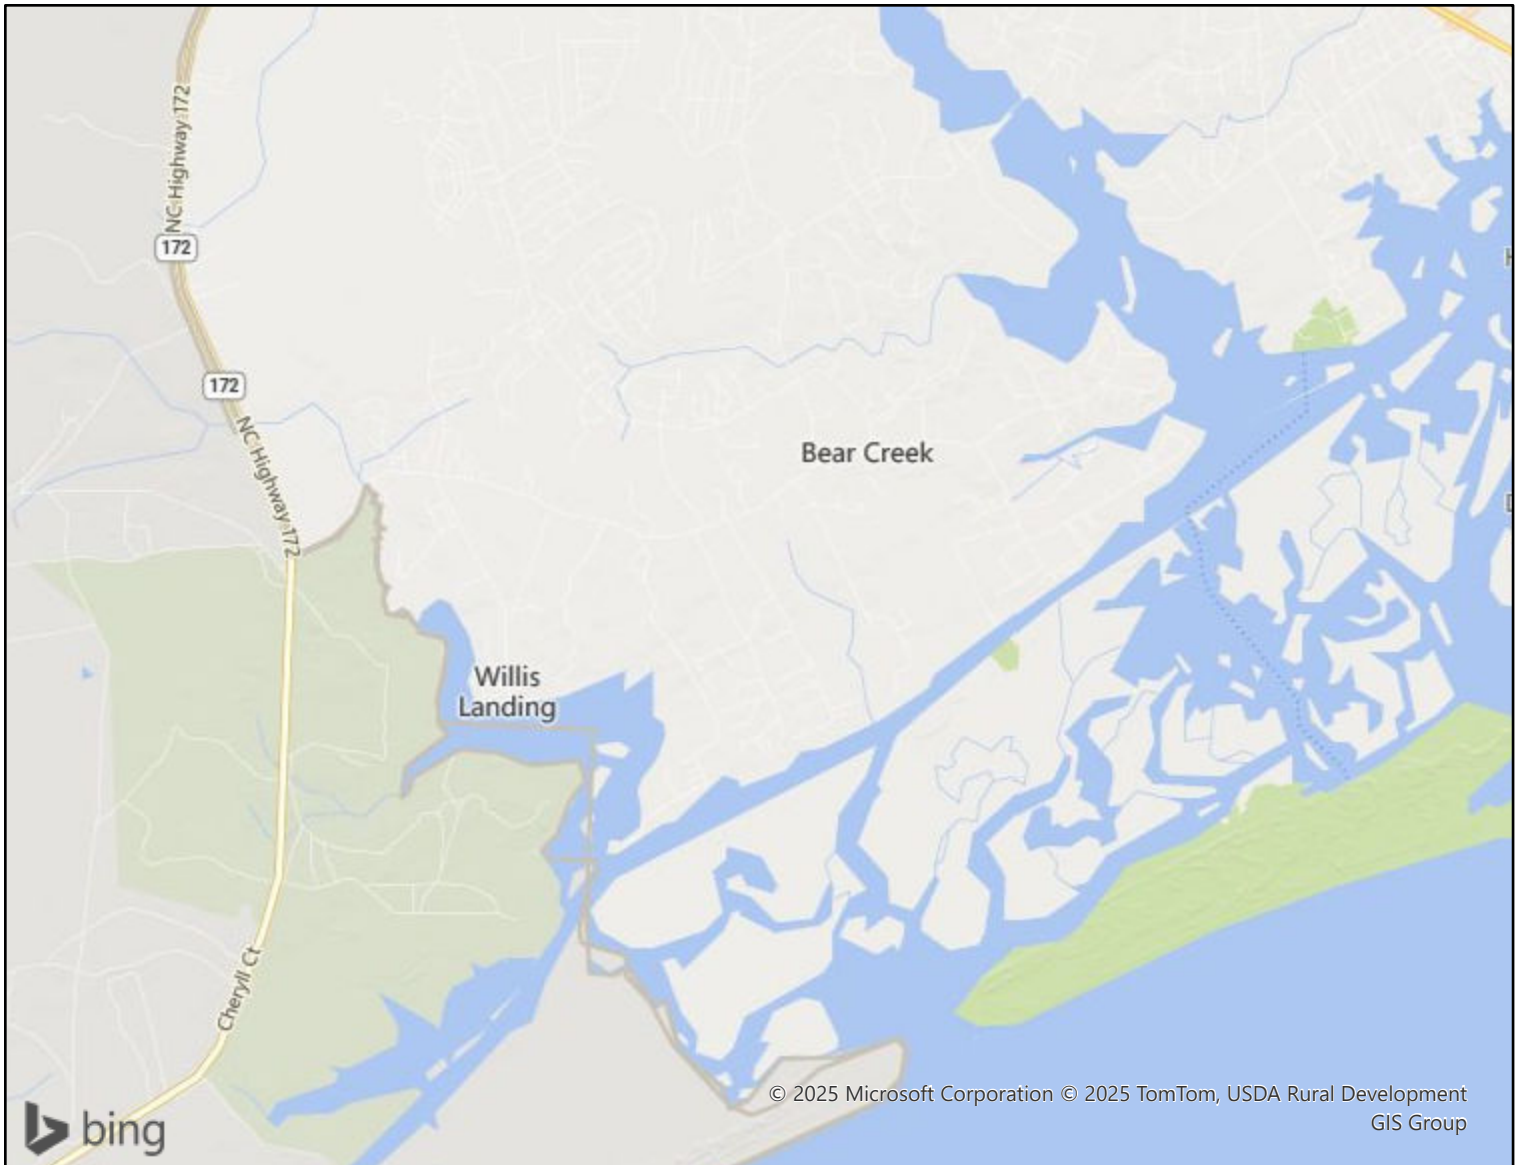 NC Highway 172
172
172
NC Highway 172
Bear Creek
Willis
Landing
Cheryll Ct
© 2025 Microsoft Corporation © 2025 TomTom, USDA Rural Development
GIS Group
bing